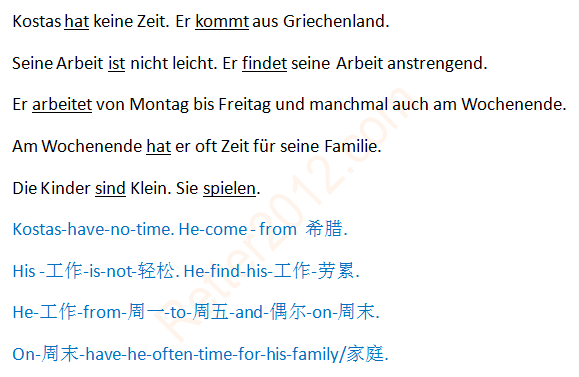 Kostas hat keine Zeit. Er kommt aus Griechenland.
Seine Arbeit ist nicht leicht. Er findet seine Arbeit anstrengend.
Er arbeitet von Montag bis Freitag und manchmal auch am Wochenende.
Am Wochenende hat er oft Zeit für seine Familie.
Die Kinder sind Klein. Sie spielen.
Kostas-have-no-time. He-come-from 希腊.
His -工作-is-not-轻松. He-find-his-工作-劳累.
He-工作-from-周一-to-周五-and-偶尔-on-周末.
On-周末-have-he-often-time-for-his-family/家庭.
Retter2012.com